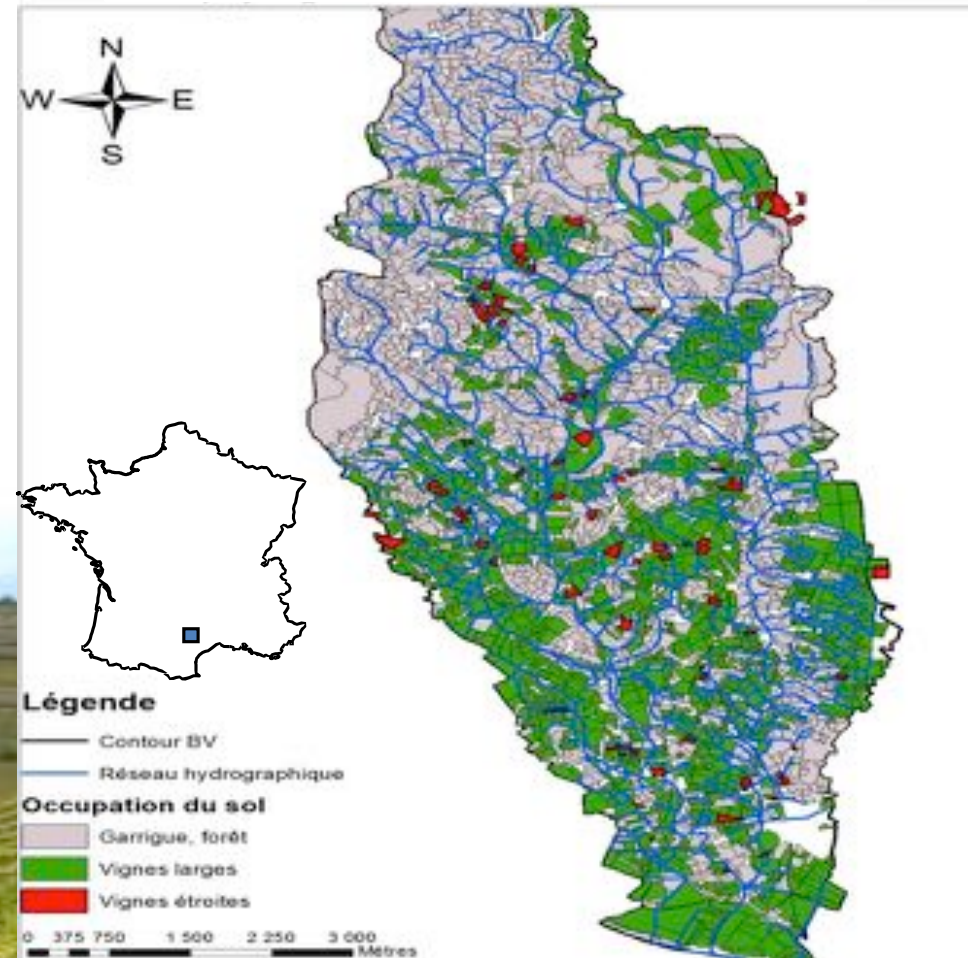 N
W E
S
Légende
Contour BV
Réseau hydrographique
Occupation du sol
Garrigue, forêt
Vignes larges
Vignes étroites
0 375 750 1 500 2 250 3 000
Mètres